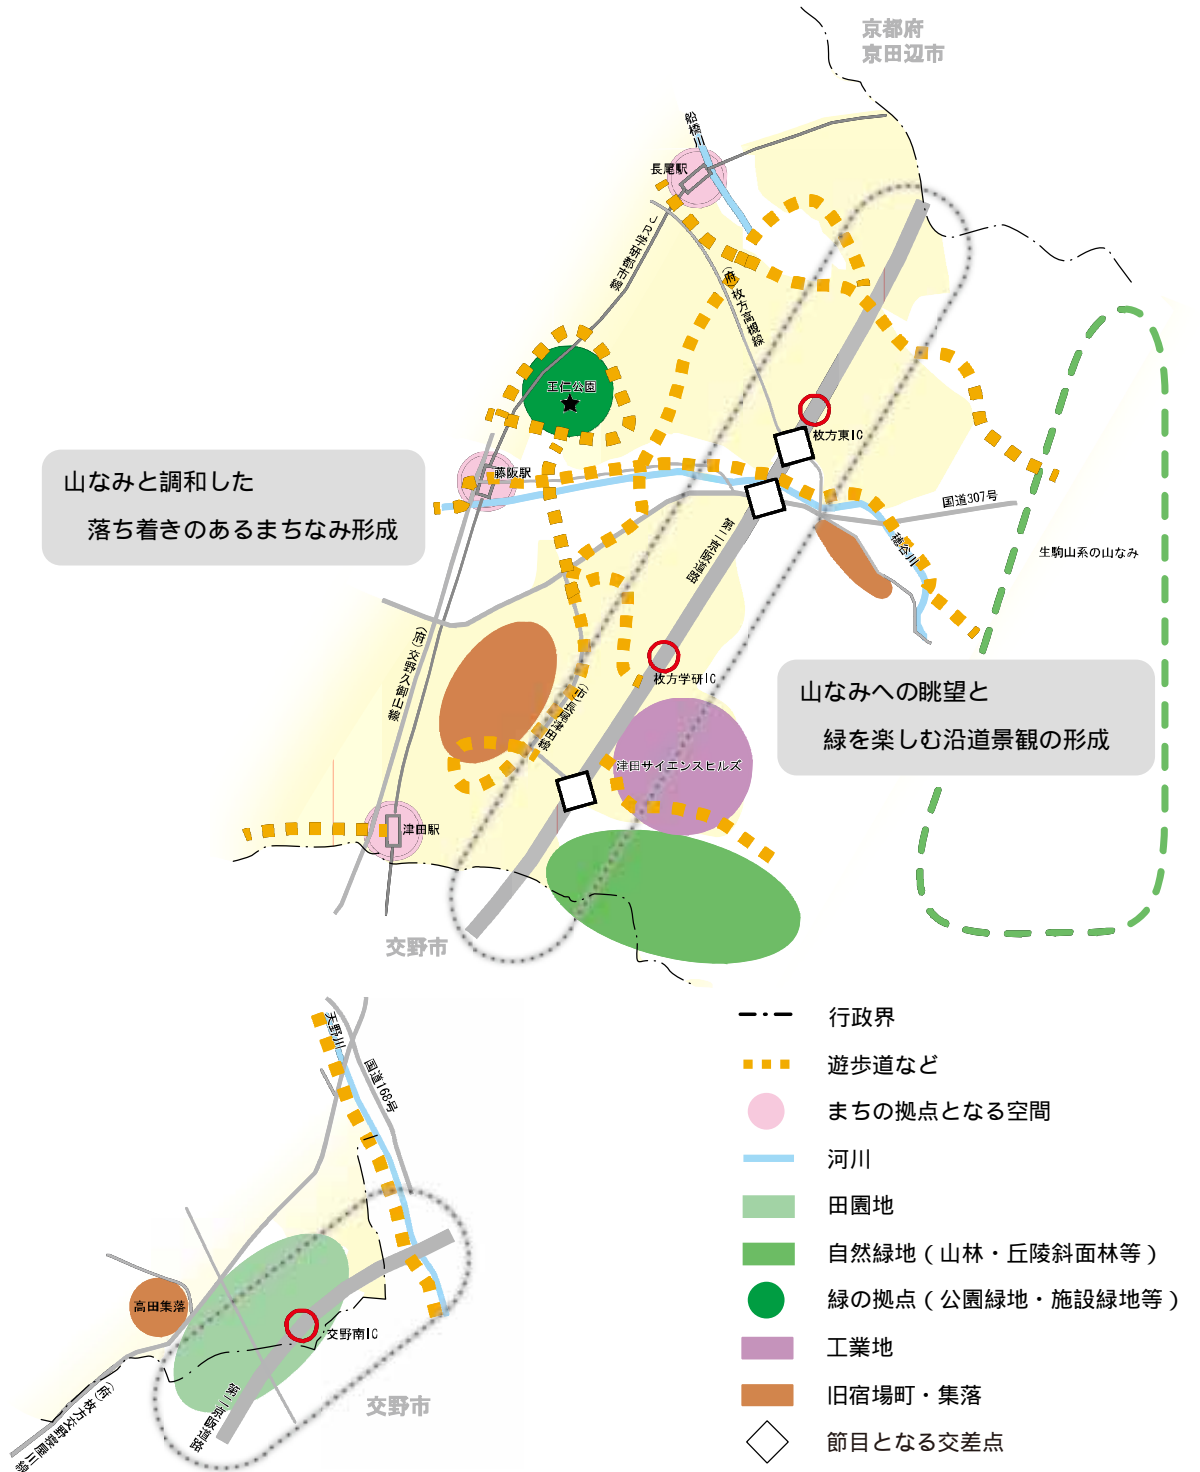 京都府
京田辺市
船橋川
長尾駅
JR学研都市線
(府)枚方高槻線
王仁公園
枚方東IC
藤阪駅
山なみと調和した
落ち着きのあるまちなみ形成
国道307号
第二京阪道路
穂谷川
生駒山系の山なみ
(府)交野久御山線
枚方学研IC
(市)長尾津田線
山なみへの眺望と
緑を楽しむ沿道景観の形成
津田サイエンスヒルズ
津田駅
交野市
天野川
国道168号
高田集落
交野南IC
第二京阪道路
交野市
(府)枚方交野寝屋川線
行政界
遊歩道など
まちの拠点となる空間
河川
田園地
自然緑地(山林・丘陵斜面林等)
緑の拠点(公園緑地・施設緑地等)
工業地
旧宿場町・集落
節目となる交差点